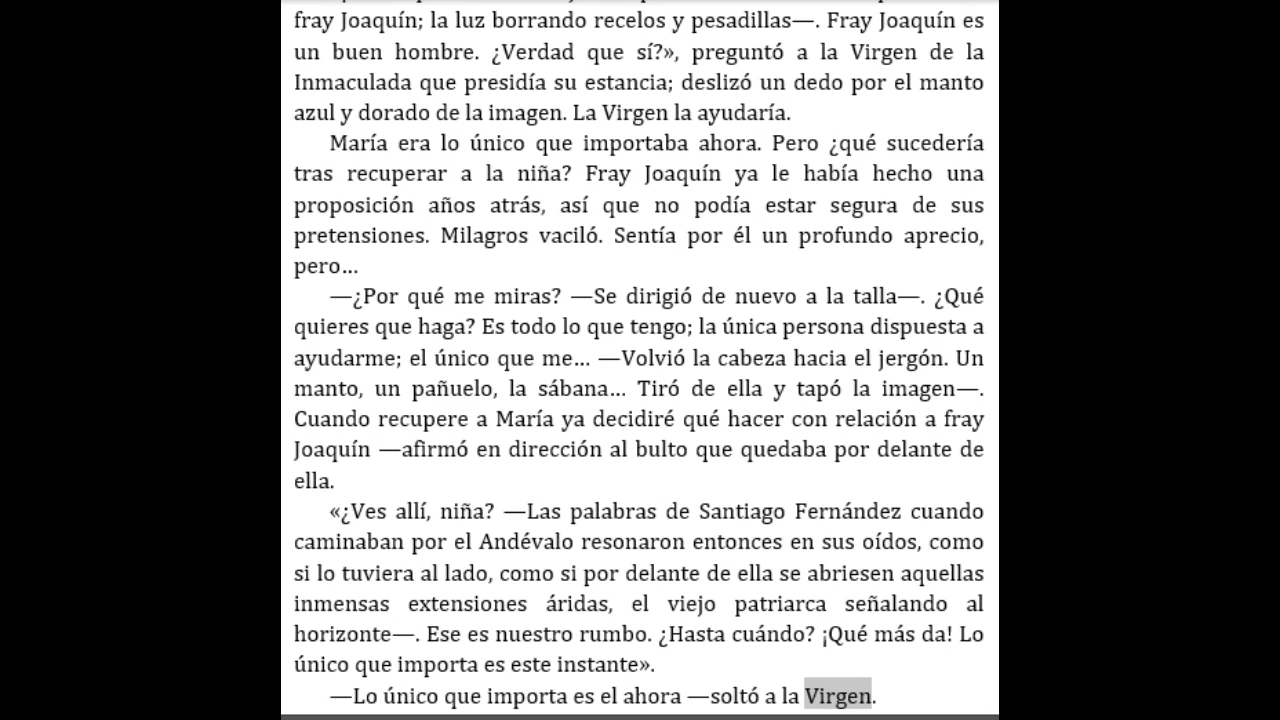 fray Joaquín; la luz borrando recelos y pesadillas—. Fray Joaquín es
un buen hombre. ¿Verdad que sí?», preguntó a la Virgen de la
Inmaculada que presidía su estancia; deslizó un dedo por el manto
azul y dorado de la imagen. La Virgen la ayudaría.
María era lo único que importaba ahora. Pero ¿qué sucedería
tras recuperar a la niña? Fray Joaquín ya le había hecho una
proposición años atrás, así que no podía estar segura de sus
pretensiones. Milagros vaciló. Sentía por él un profundo aprecio,
pero…
—¿Por qué me miras? —Se dirigió de nuevo a la talla—. ¿Qué
quieres que haga? Es todo lo que tengo; la única persona dispuesta a
ayudarme; el único que me… —Volvió la cabeza hacia el jergón. Un
manto, un pañuelo, la sábana… Tiró de ella y tapó la imagen—.
Cuando recupere a María ya decidiré qué hacer con relación a fray
Joaquín —afirmó en dirección al bulto que quedaba por delante de
ella.
«¿Ves allí, niña? —Las palabras de Santiago Fernández cuando
caminaban por el Andévalo resonaron entonces en sus oídos, como
si lo tuviera al lado, como si por delante de ella se abriesen aquellas
inmensas extensiones áridas, el viejo patriarca señalando al
horizonte—. Ese es nuestro rumbo. ¿Hasta cuándo? ¡Qué más da! Lo
único que importa es este instante».
—Lo único que importa es el ahora —soltó a la Virgen.